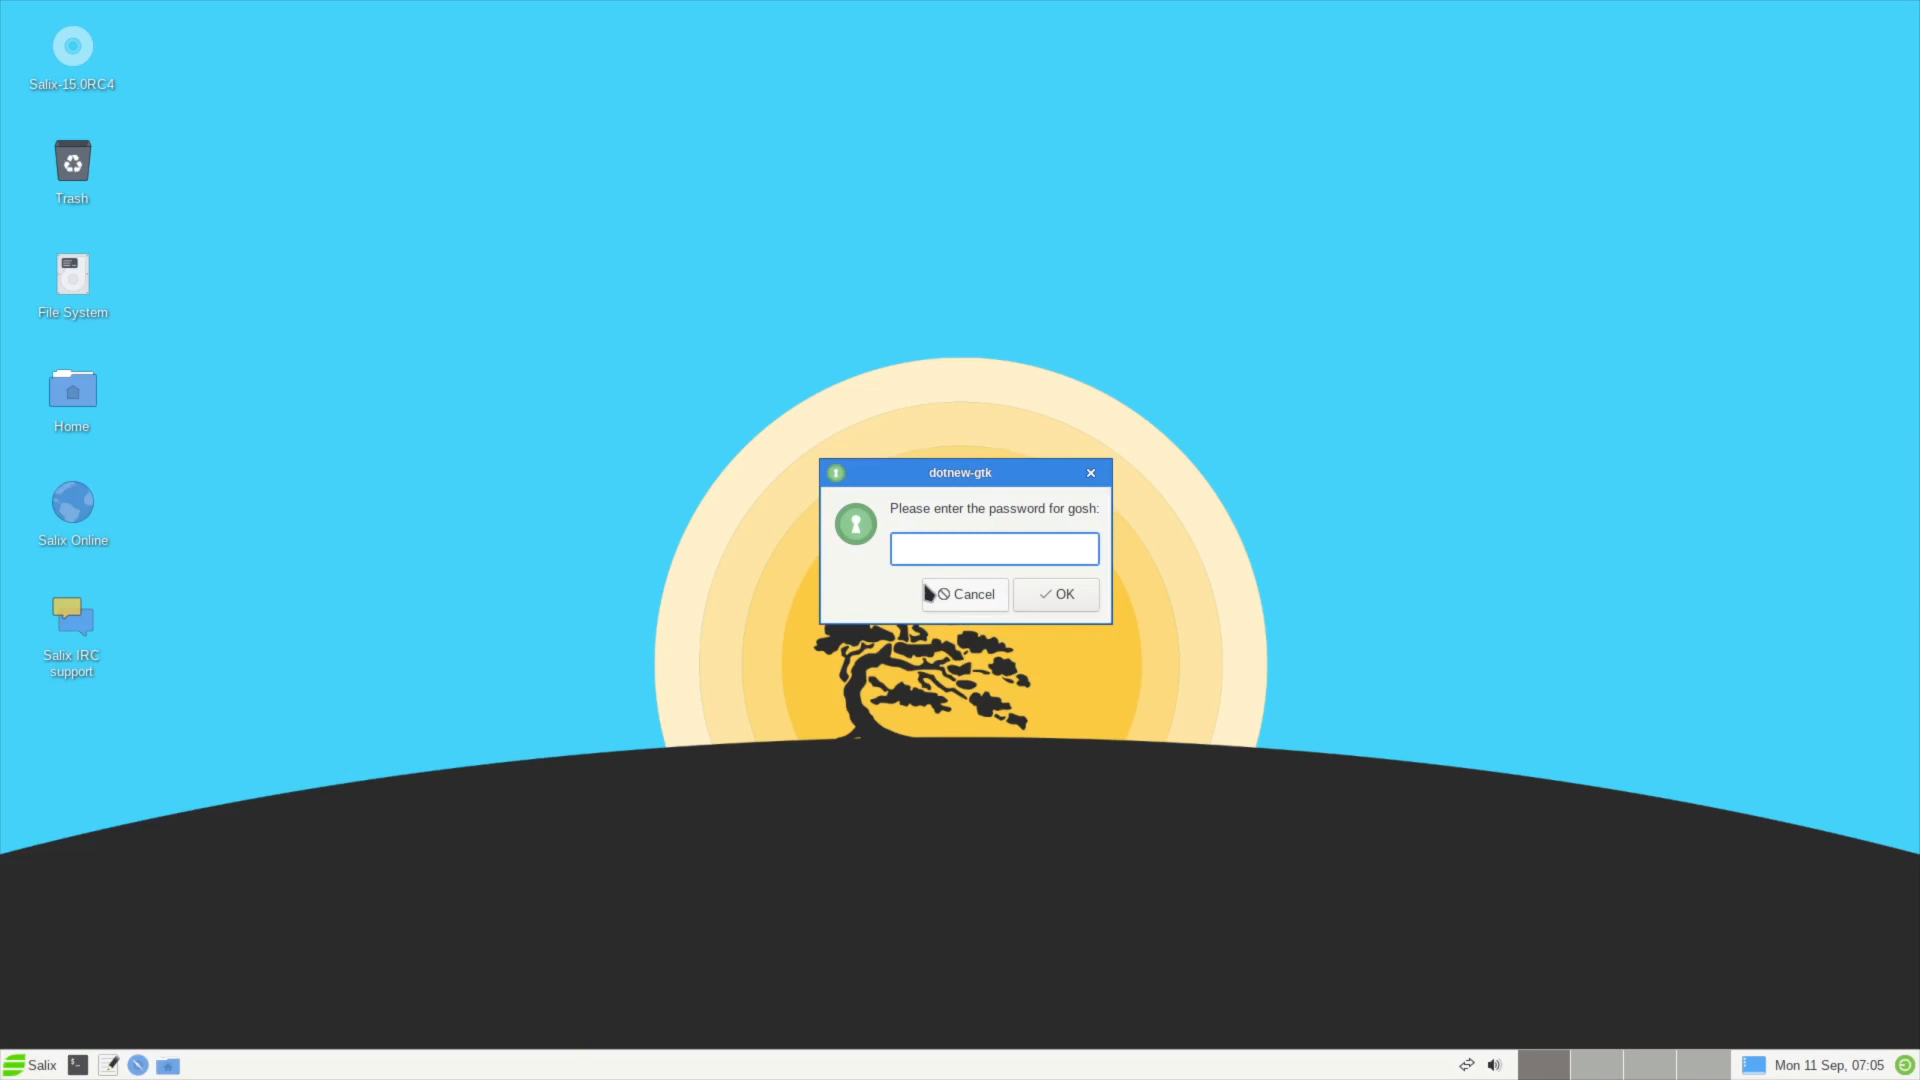 Salix-15.0RC4
Trash
File System
Home
Salix Online
Salix IRC
support
dotnew-gtk
Please enter the password for gosh:
Cancel
OK
Salix
Mon 11 Sep, 07:05